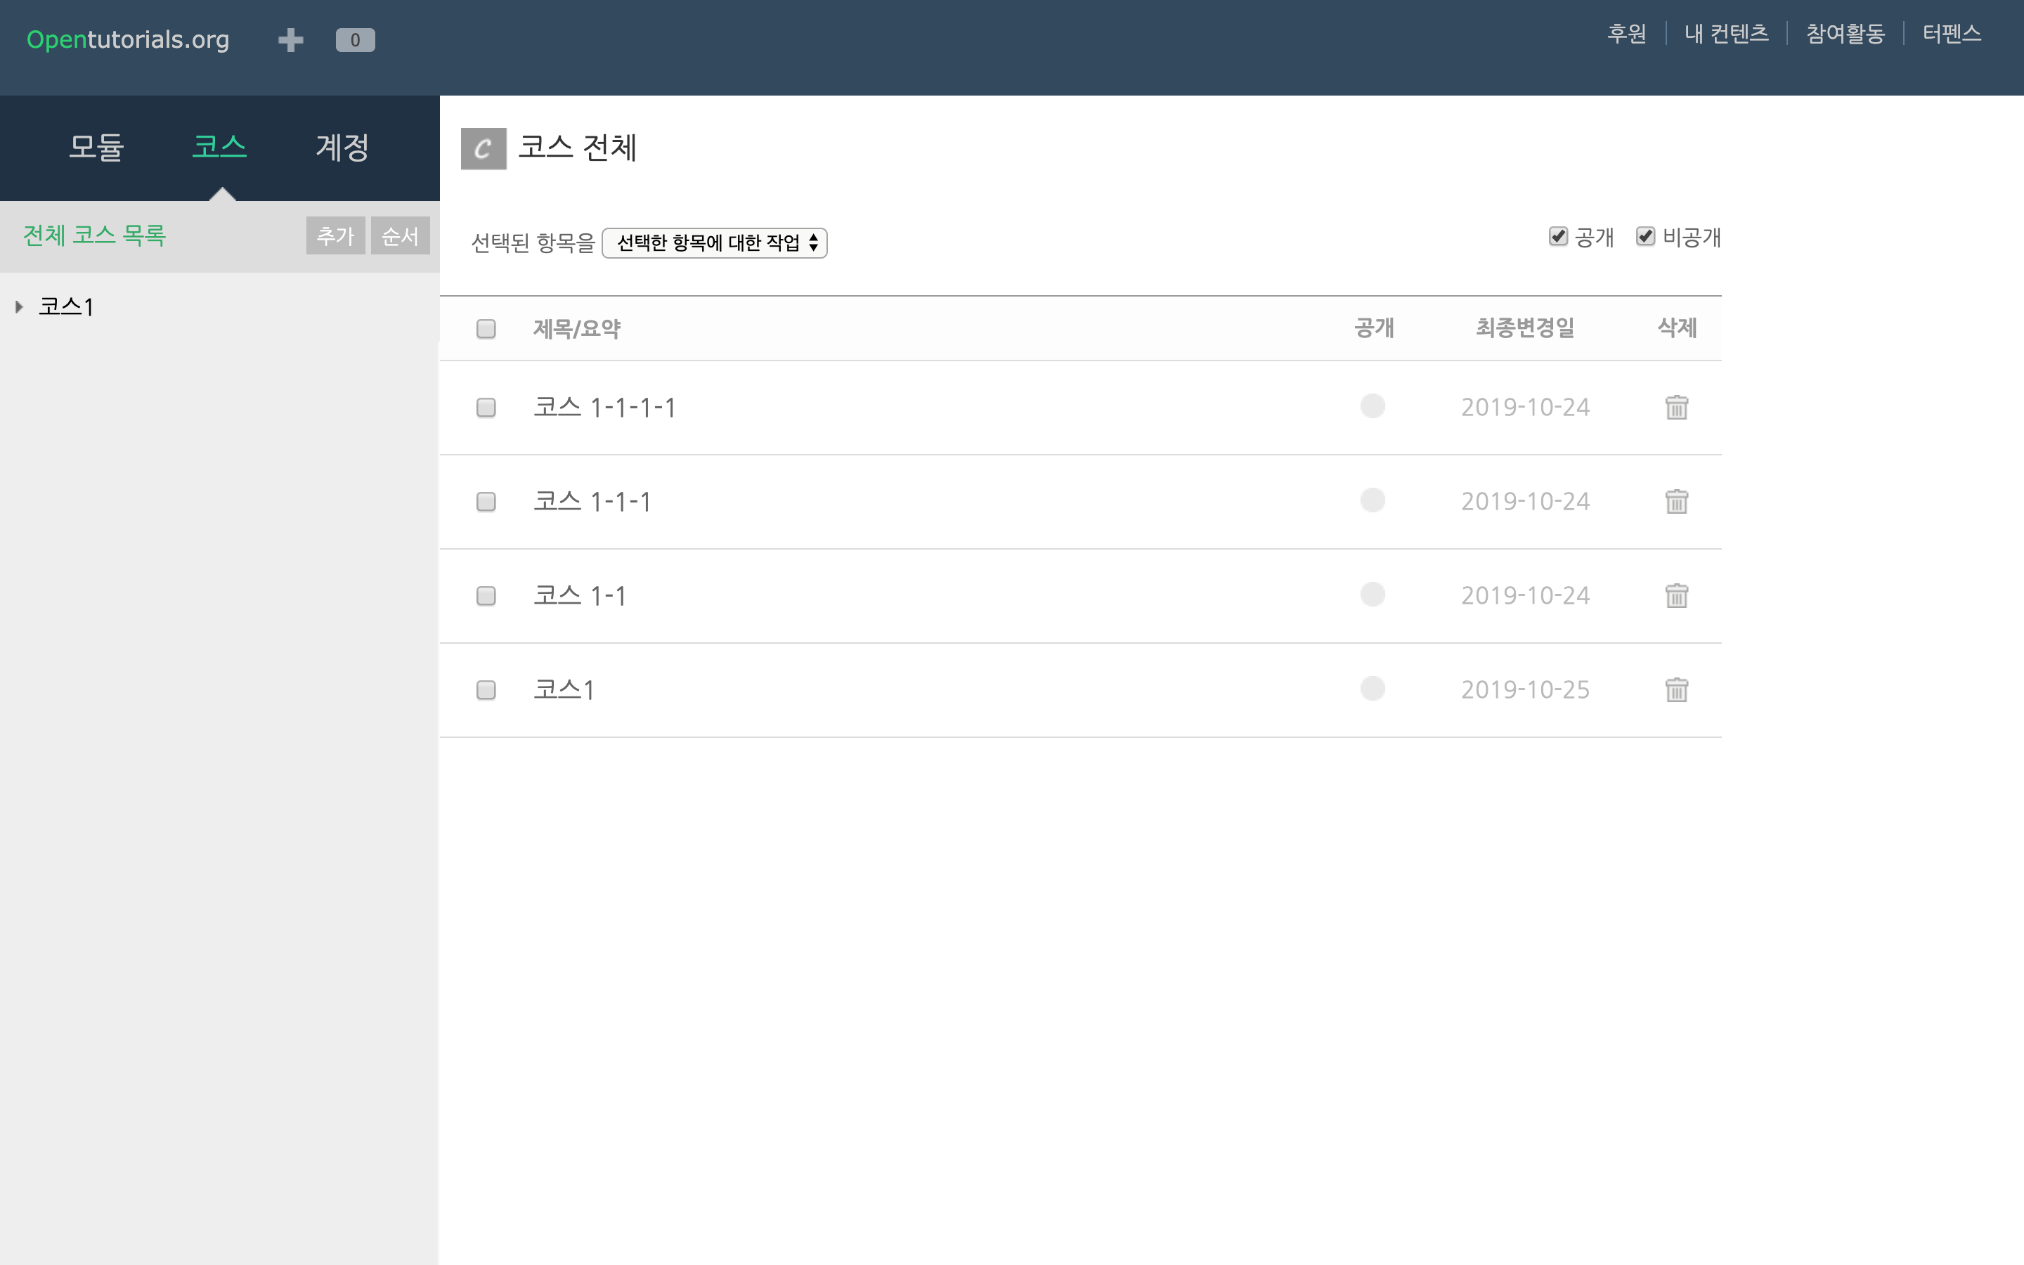 Opentutorials.org 0 후원 내 컨텐츠 참여활동 터펜스
모듈 코스 계정
전체 코스 목록 추가 순서
코스1
C 코스 전체
선택된 항목을 선택한 항목에 대한 작업 공개 비공개
제목/요약 공개 최종변경일 삭제
코스 1-1-1-1 2019-10-24
코스 1-1-1 2019-10-24
코스 1-1 2019-10-24
코스1 2019-10-25